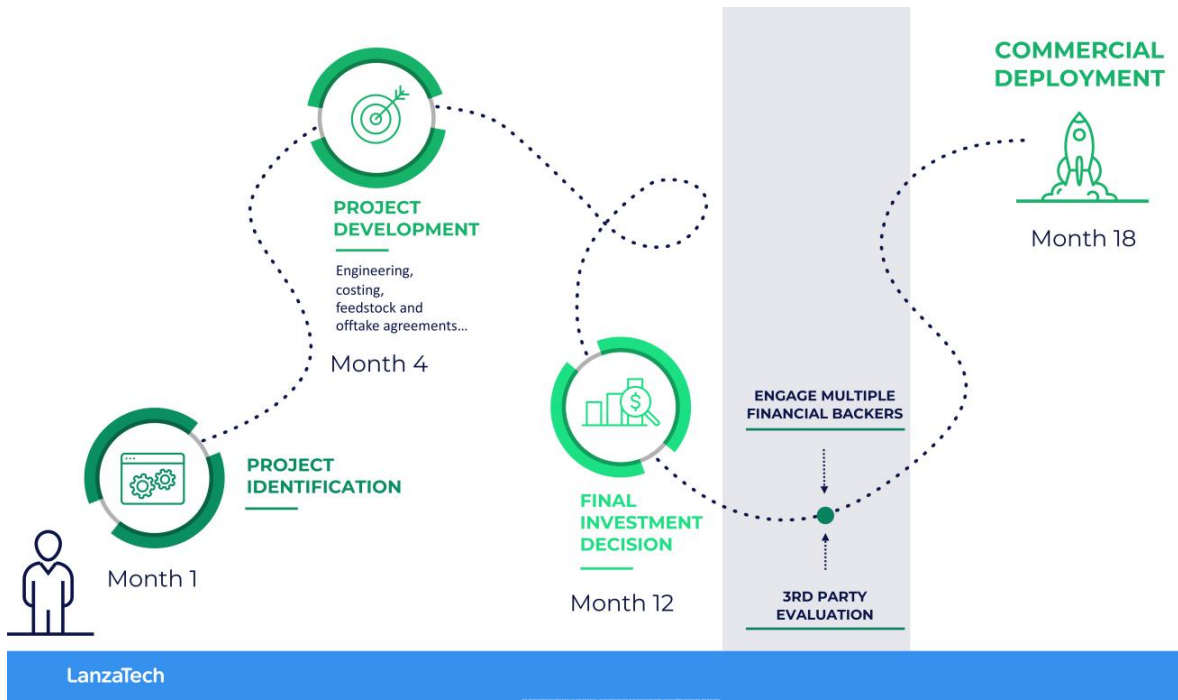 PROJECT
IDENTIFICATION
Month 1
PROJECT
DEVELOPMENT
Engineering,
costing,
feedstock and
offtake agreements...
Month 4
$
FINAL
INVESTMENT
DECISION
Month 12
ENGAGE MULTIPLE
FINANCIAL BACKERS
3RD PARTY
EVALUATION
COMMERCIAL
DEPLOYMENT
Month 18
LanzaTech